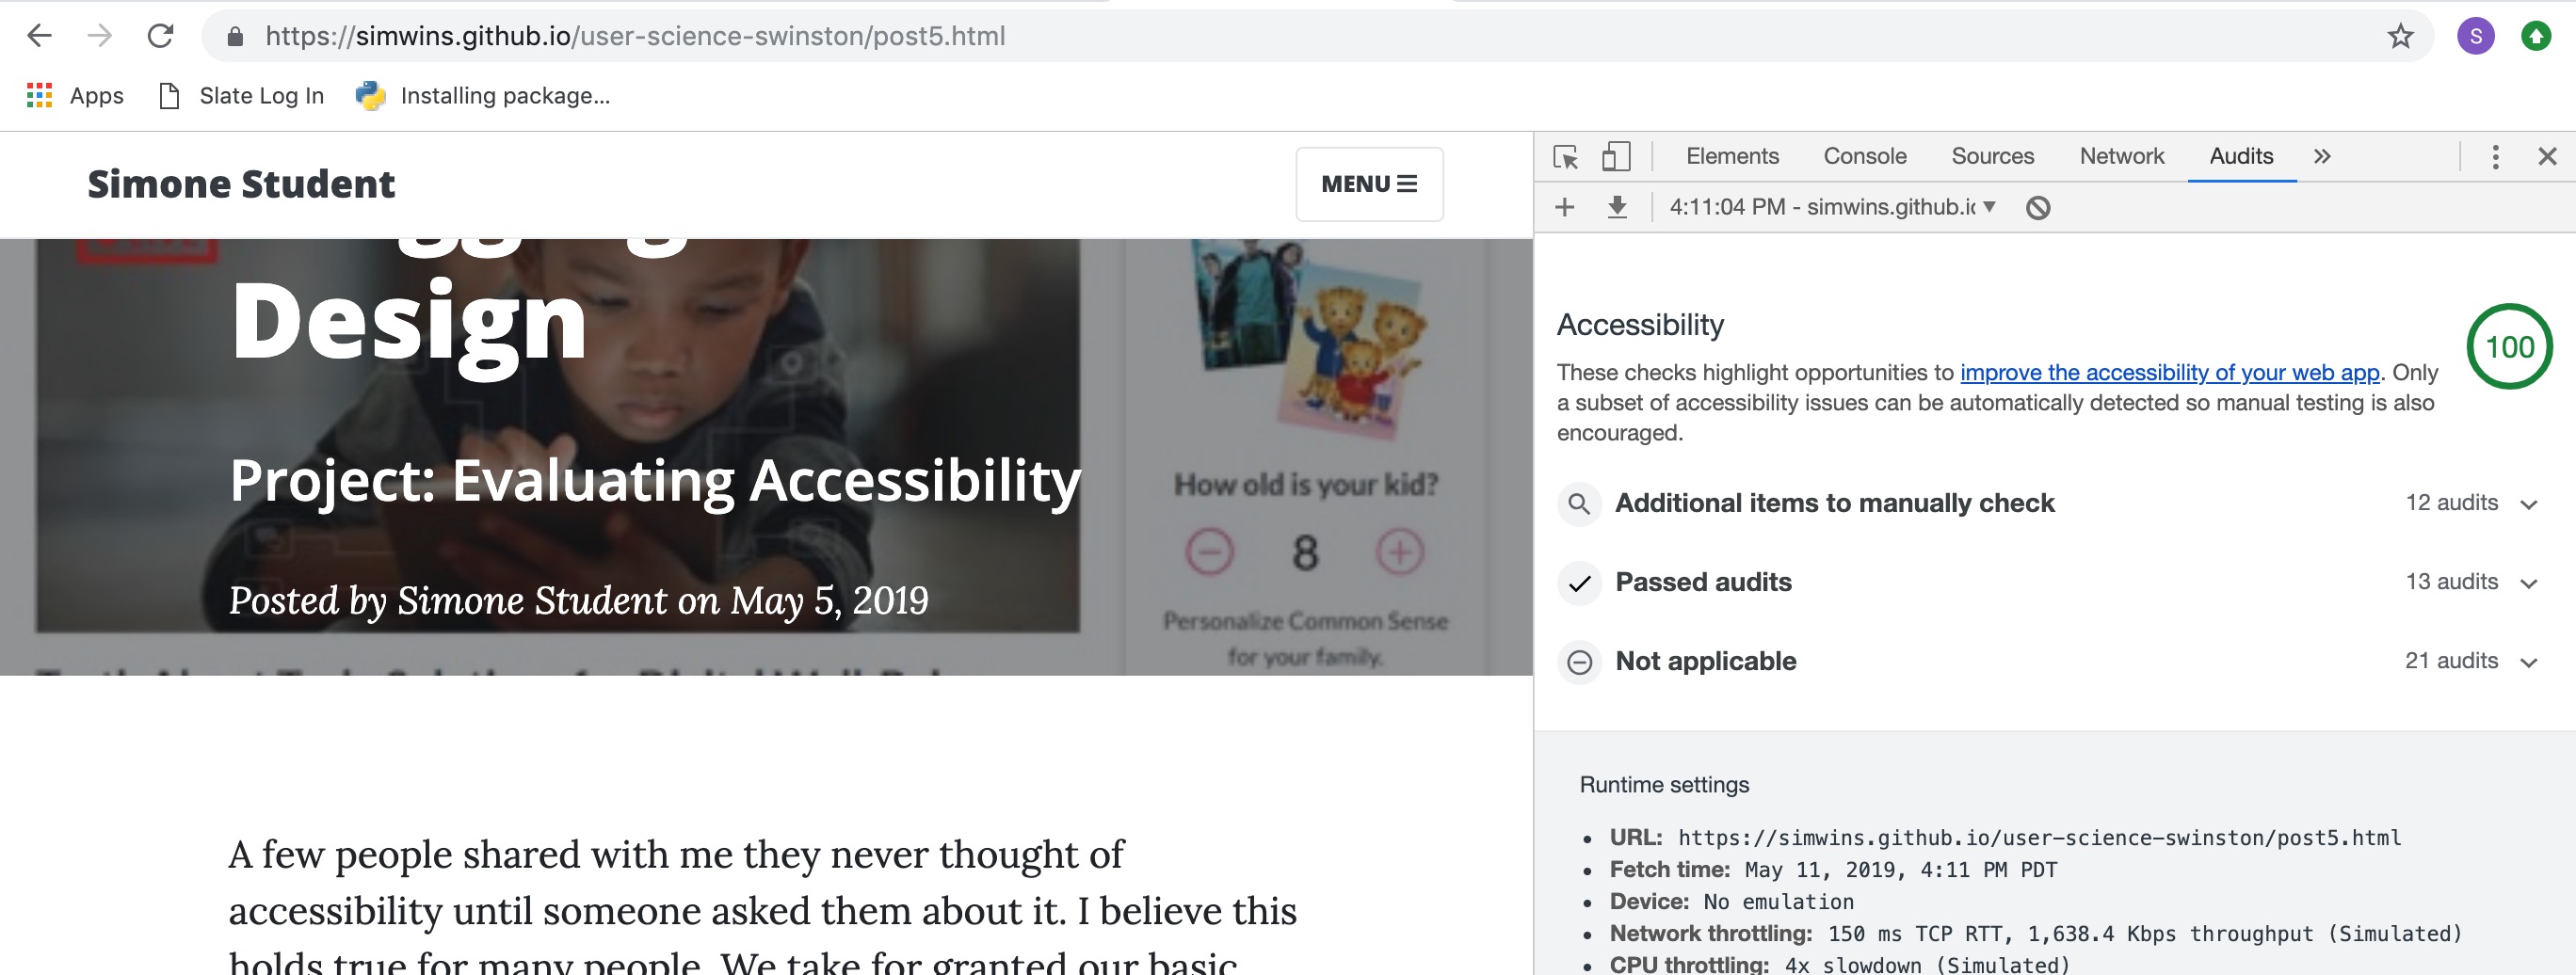 https://simwins.github.io/user-science-swinston/post5.html
S
Apps Slate Log In Installing package...
Simone Student
MENU
Design
Project: Evaluating Accessibility
Posted by Simone Student on May 5, 2019
How old is your kid?
8
Personalize Common Sense
for your family.
A few people shared with me they never thought of
accessibility until someone asked them about it. I believe this
holds true for many people. We take for granted our basic
Elements Console Sources Network Audits »
4:11:04 PM - simwins.github.ic
Accessibility
100
These checks highlight opportunities to improve the accessibility of your web app. Only
a subset of accessibility issues can be automatically detected so manual testing is also
encouraged.
Additional items to manually check 12 audits
Passed audits 13 audits
Not applicable 21 audits
Runtime settings
• URL: https://simwins.github.io/user-science-swinston/post5.html
• Fetch time: May 11, 2019, 4:11 PM PDT
• Device: No emulation
• Network throttling: 150 ms TCP RTT, 1,638.4 Kbps throughput (Simulated)
• CPU throttling: 4x slowdown (Simulated)